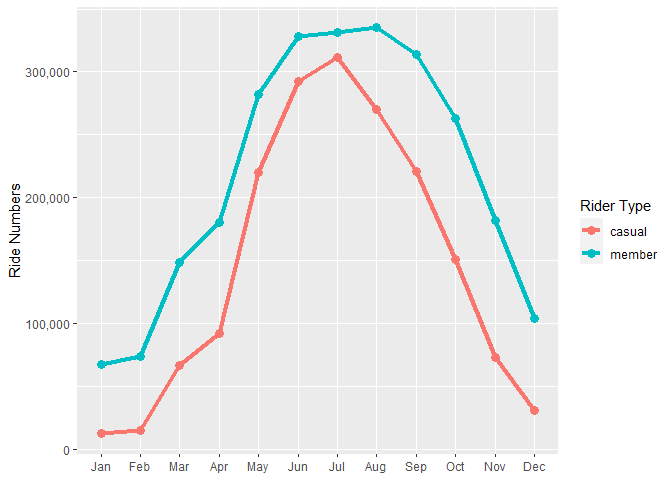 Ride Numbers
300,000
200,000
100,000
0
Jan Feb Mar Apr May Jun Jul Aug Sep Oct Nov Dec
Rider Type
casual
member